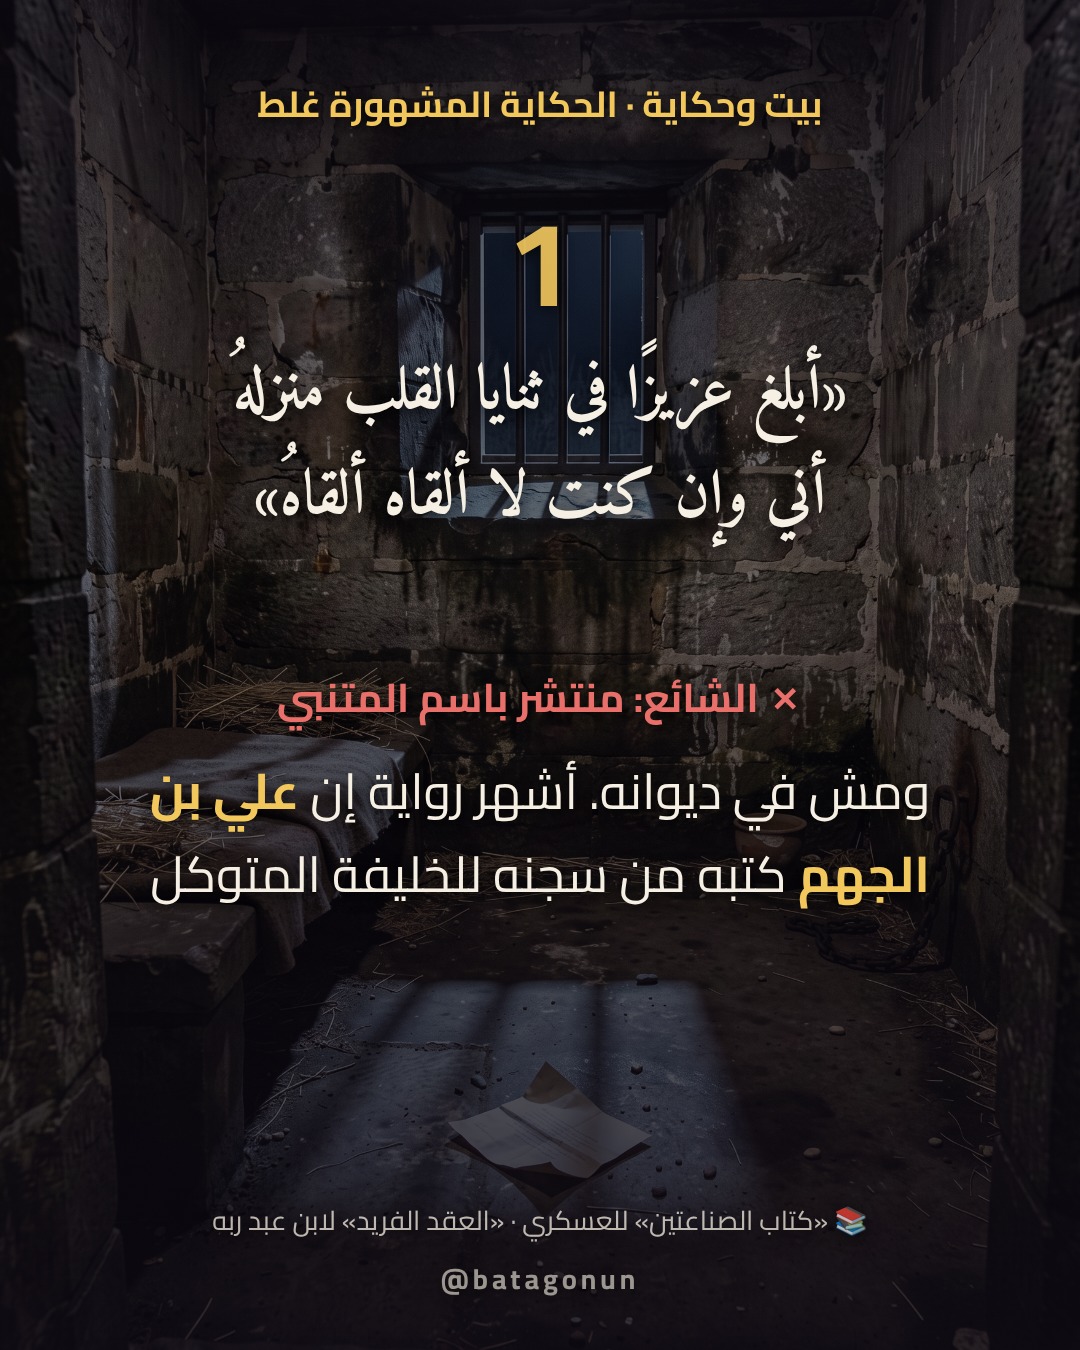 بيت وحكاية · الحكاية المشهورة غلط
1
«أبلغ عزيزًا في ثنايا القلب منزلهُ
أني وإن كنت لا ألقاه ألقاهُ»
× الشائع: منتشر باسم المتنبي
ومش في ديوانه. أشهر رواية إن علي بن
الجهم كتبه من سجنه للخليفة المتوكل
📚 «كتاب الصناعتين» للعسكري · «العقد الفريد» لابن عبد ربه
@batagonun